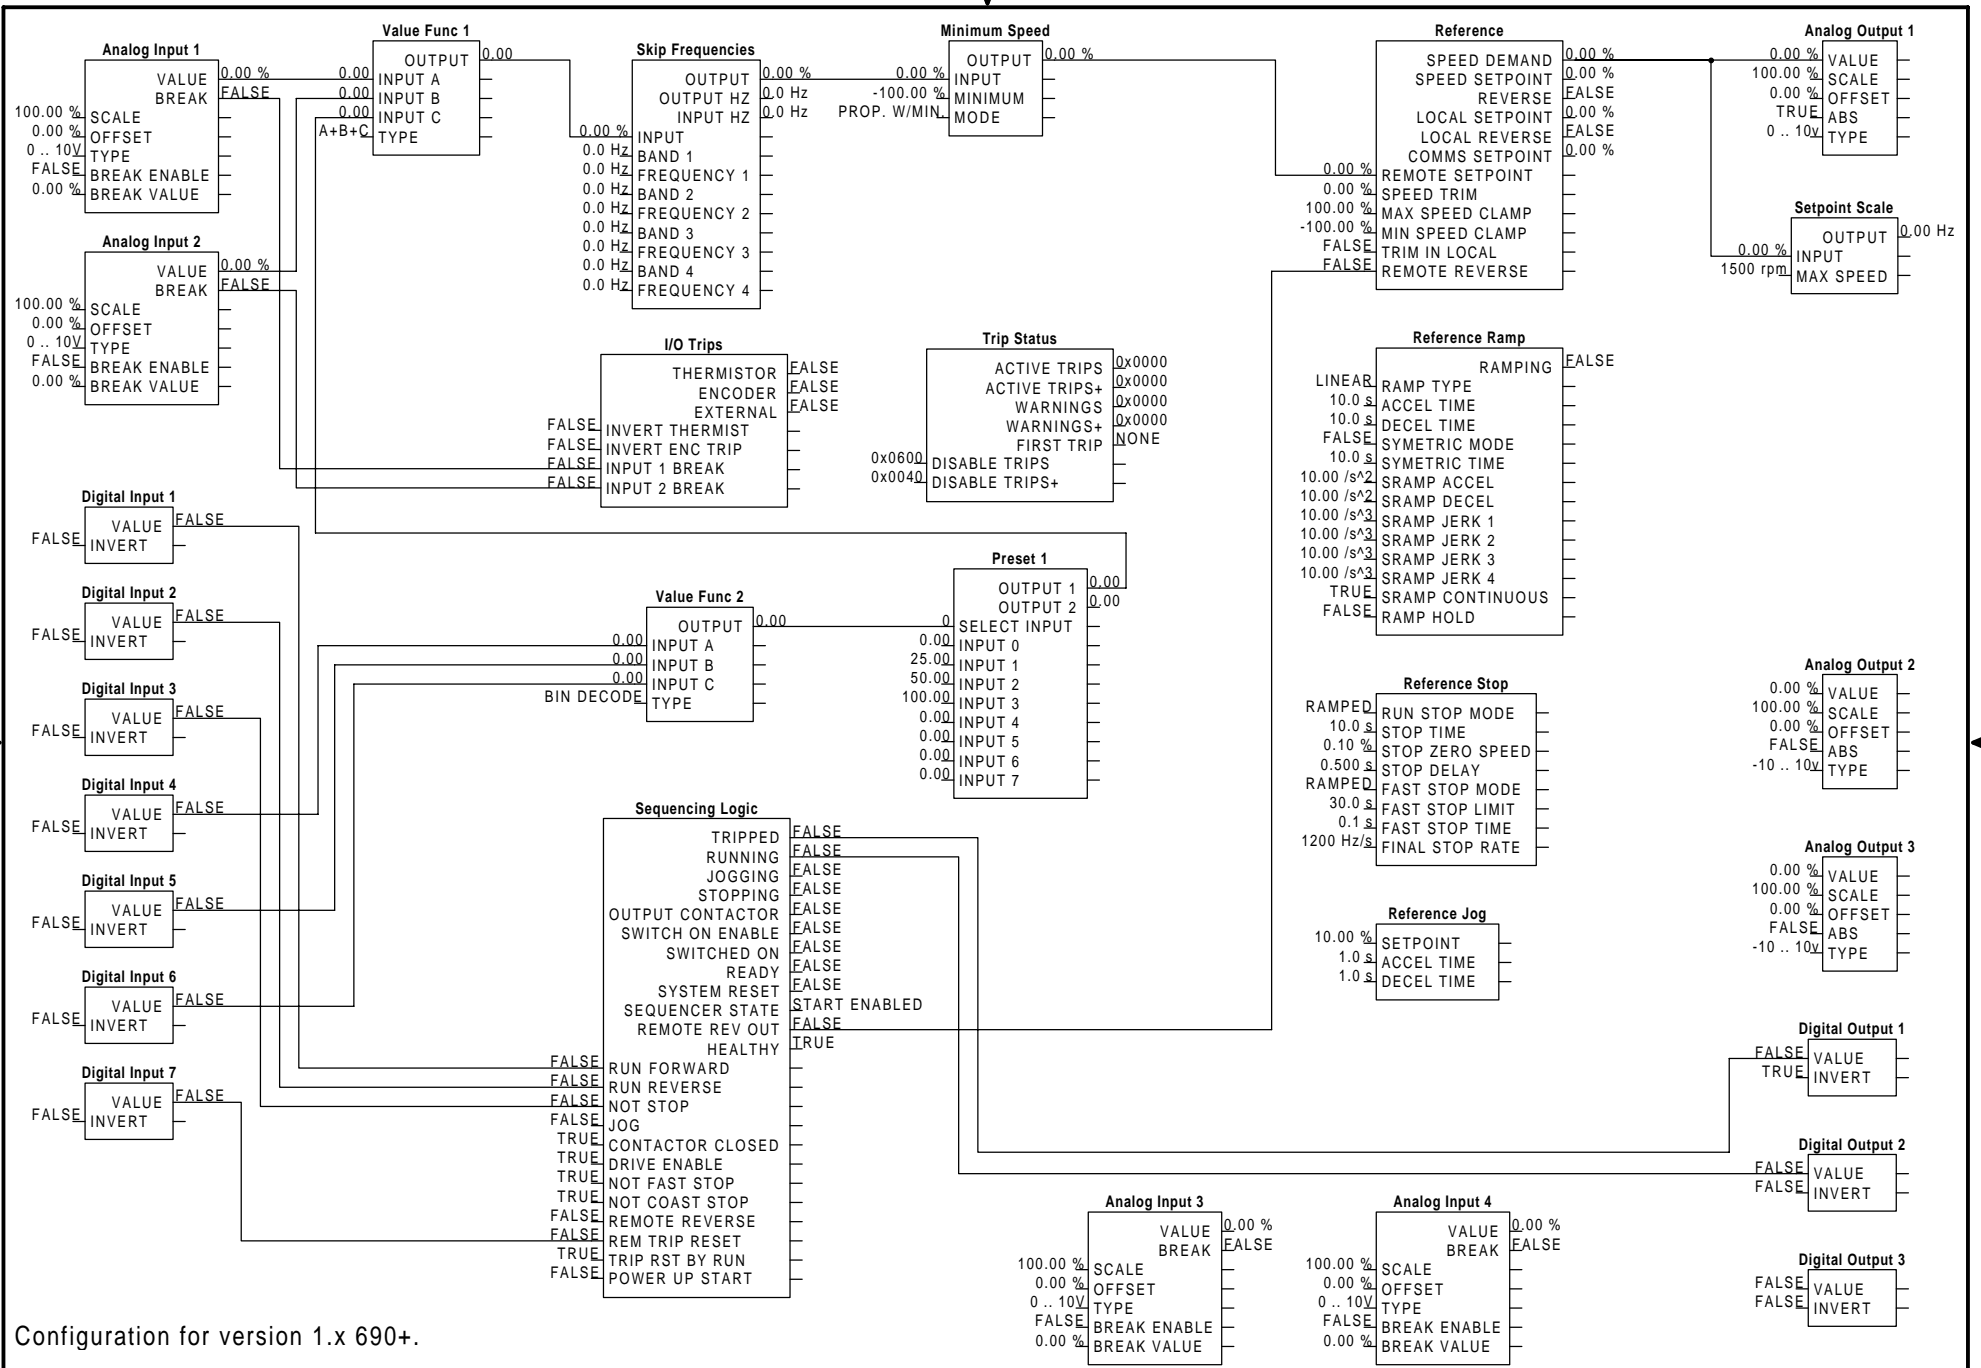 Analog Input 1
VALUE 0.00 %
BREAK FALSE
100.00 % SCALE
0.00 % OFFSET
0 .. 10V TYPE
FALSE BREAK ENABLE
0.00 % BREAK VALUE
Analog Input 2
VALUE 0.00 %
BREAK FALSE
100.00 % SCALE
0.00 % OFFSET
0 .. 10V TYPE
FALSE BREAK ENABLE
0.00 % BREAK VALUE
Digital Input 1
VALUE FALSE
FALSE INVERT
Digital Input 2
VALUE FALSE
FALSE INVERT
Digital Input 3
VALUE FALSE
FALSE INVERT
Digital Input 4
VALUE FALSE
FALSE INVERT
Digital Input 5
VALUE FALSE
FALSE INVERT
Digital Input 6
VALUE FALSE
FALSE INVERT
Digital Input 7
VALUE FALSE
FALSE INVERT
Value Func 1
OUTPUT 0.00
0.00 INPUT A
0.00 INPUT B
0.00 INPUT C
A+B+C TYPE
Skip Frequencies
OUTPUT 0.00 %
OUTPUT HZ 0.0 Hz
INPUT HZ 0.0 Hz
0.00 % INPUT
0.0 Hz BAND 1
0.0 Hz FREQUENCY 1
0.0 Hz BAND 2
0.0 Hz FREQUENCY 2
0.0 Hz BAND 3
0.0 Hz FREQUENCY 3
0.0 Hz BAND 4
0.0 Hz FREQUENCY 4
Minimum Speed
OUTPUT 0.00 %
0.00 % INPUT
-100.00 % MINIMUM
PROP. W/MIN. MODE
Reference
SPEED DEMAND 0.00 %
SPEED SETPOINT 0.00 %
REVERSE FALSE
LOCAL SETPOINT 0.00 %
LOCAL REVERSE FALSE
COMMS SETPOINT 0.00 %
0.00 % REMOTE SETPOINT
0.00 % SPEED TRIM
100.00 % MAX SPEED CLAMP
-100.00 % MIN SPEED CLAMP
FALSE TRIM IN LOCAL
FALSE REMOTE REVERSE
Analog Output 1
0.00 % VALUE
100.00 % SCALE
0.00 % OFFSET
TRUE ABS
0 .. 10v TYPE
Setpoint Scale
OUTPUT 0.00 Hz
0.00 % INPUT
1500 rpm MAX SPEED
I/O Trips
THERMISTOR FALSE
ENCODER FALSE
EXTERNAL FALSE
FALSE INVERT THERMIST
FALSE INVERT ENC TRIP
FALSE INPUT 1 BREAK
FALSE INPUT 2 BREAK
Trip Status
ACTIVE TRIPS 0x0000
ACTIVE TRIPS+ 0x0000
WARNINGS 0x0000
WARNINGS+ 0x0000
FIRST TRIP NONE
0x0600 DISABLE TRIPS
0x0040 DISABLE TRIPS+
Reference Ramp
RAMPING FALSE
LINEAR RAMP TYPE
10.0 s ACCEL TIME
10.0 s DECEL TIME
FALSE SYMETRIC MODE
10.0 s SYMETRIC TIME
10.00 /s^2 SRAMP ACCEL
10.00 /s^2 SRAMP DECEL
10.00 /s^3 SRAMP JERK 1
10.00 /s^3 SRAMP JERK 2
10.00 /s^3 SRAMP JERK 3
10.00 /s^3 SRAMP JERK 4
TRUE SRAMP CONTINUOUS
FALSE RAMP HOLD
Value Func 2
OUTPUT 0.00
0.00 INPUT A
0.00 INPUT B
0.00 INPUT C
BIN DECODE TYPE
Preset 1
OUTPUT 1 0.00
OUTPUT 2 0.00
0 SELECT INPUT
0.00 INPUT 0
25.00 INPUT 1
50.00 INPUT 2
100.00 INPUT 3
0.00 INPUT 4
0.00 INPUT 5
0.00 INPUT 6
0.00 INPUT 7
Reference Stop
RAMPED RUN STOP MODE
10.0 s STOP TIME
0.10 % STOP ZERO SPEED
0.500 s STOP DELAY
RAMPED FAST STOP MODE
30.0 s FAST STOP LIMIT
0.1 s FAST STOP TIME
1200 Hz/s FINAL STOP RATE
Analog Output 2
0.00 % VALUE
100.00 % SCALE
0.00 % OFFSET
FALSE ABS
-10 .. 10v TYPE
Analog Output 3
0.00 % VALUE
100.00 % SCALE
0.00 % OFFSET
FALSE ABS
-10 .. 10v TYPE
Sequencing Logic
TRIPPED FALSE
RUNNING FALSE
JOGGING FALSE
STOPPING FALSE
OUTPUT CONTACTOR FALSE
SWITCH ON ENABLE FALSE
SWITCHED ON FALSE
READY FALSE
SYSTEM RESET FALSE
SEQUENCER STATE START ENABLED
REMOTE REV OUT FALSE
HEALTHY TRUE
FALSE RUN FORWARD
FALSE RUN REVERSE
FALSE NOT STOP
FALSE JOG
TRUE CONTACTOR CLOSED
TRUE DRIVE ENABLE
TRUE NOT FAST STOP
TRUE NOT COAST STOP
FALSE REMOTE REVERSE
FALSE REM TRIP RESET
TRUE TRIP RST BY RUN
FALSE POWER UP START
Reference Jog
10.00 % SETPOINT
1.0 s ACCEL TIME
1.0 s DECEL TIME
Digital Output 1
FALSE VALUE
TRUE INVERT
Digital Output 2
FALSE VALUE
FALSE INVERT
Digital Output 3
FALSE VALUE
FALSE INVERT
Analog Input 3
VALUE 0.00 %
BREAK FALSE
100.00 % SCALE
0.00 % OFFSET
0 .. 10V TYPE
FALSE BREAK ENABLE
0.00 % BREAK VALUE
Analog Input 4
VALUE 0.00 %
BREAK FALSE
100.00 % SCALE
0.00 % OFFSET
0 .. 10V TYPE
FALSE BREAK ENABLE
0.00 % BREAK VALUE
Configuration for version 1.x 690+.